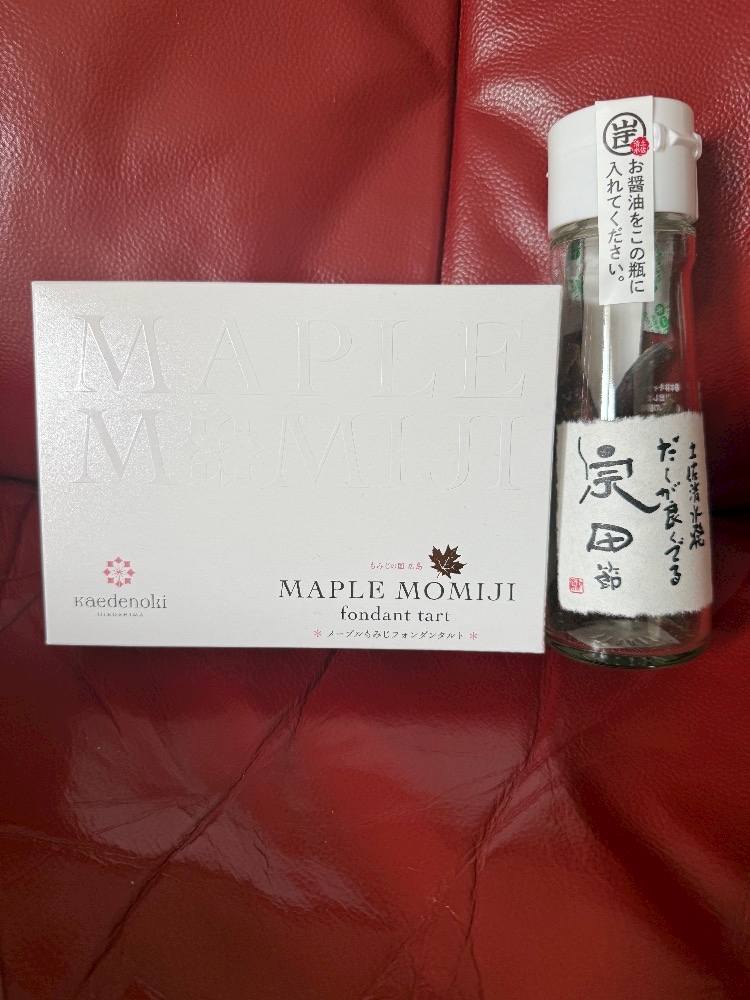 MAPLE
MOMIJI
Kaedenoki
HIROSHIMA
もみじの国 広島
MAPLE MOMIJI
fondant tart
＊メープルもみじフォンダンタルト＊
お醤油をこの瓶に
入れてください。
土佐清水発
だしが良くでる
宗田
節